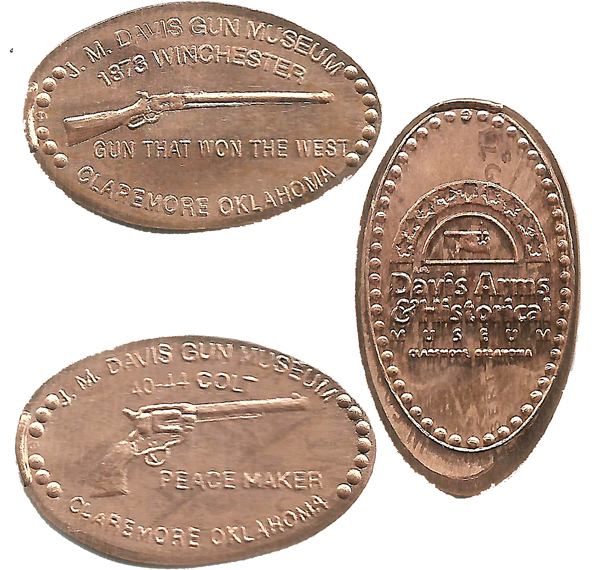 J. M. DAVIS GUN MUSEUM
1873 WINCHESTER
GUN THAT WON THE WEST
CLAREMORE OKLAHOMA
Davis Arms
& Historical
MUSEUM
CLAREMORE, OKLAHOMA
J. M. DAVIS GUN MUSEUM
40-44 COLT
PEACE MAKER
CLAREMORE OKLAHOMA